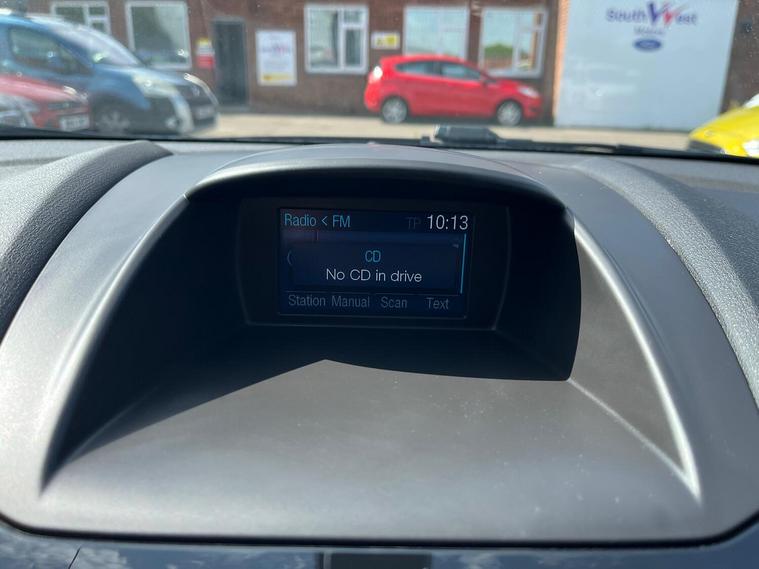 South West
Radio < FM
TP
10:13
CD
No CD in drive
Station Manual Scan Text